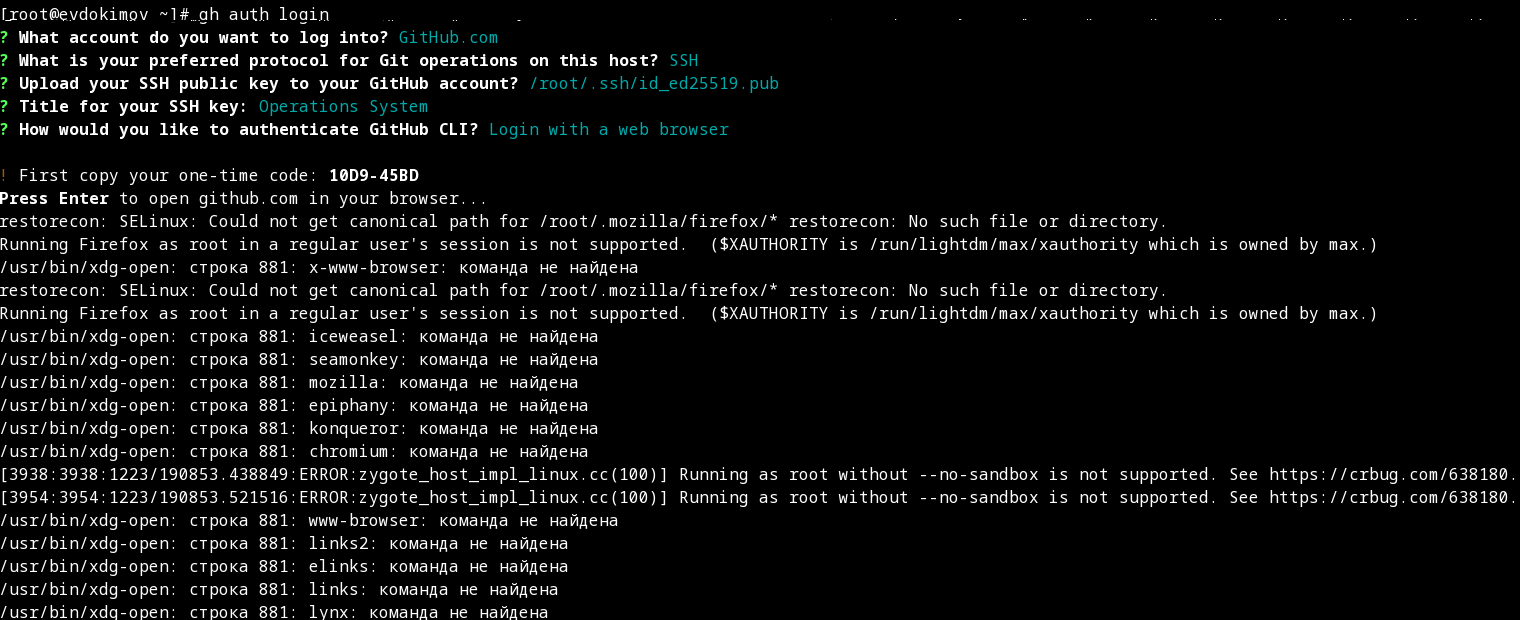 [root@evdokimov ~]# gh auth login
? What account do you want to log into? GitHub.com
? What is your preferred protocol for Git operations on this host? SSH
? Upload your SSH public key to your GitHub account? /root/.ssh/id_ed25519.pub
? Title for your SSH key: Operations System
? How would you like to authenticate GitHub CLI? Login with a web browser
! First copy your one-time code: 10D9-45BD
Press Enter to open github.com in your browser...
restorecon: SELinux: Could not get canonical path for /root/.mozilla/firefox/* restorecon: No such file or directory.
Running Firefox as root in a regular user's session is not supported.  ($XAUTHORITY is /run/lightdm/max/xauthority which is owned by max.)
/usr/bin/xdg-open: строка 881: x-www-browser: команда не найдена
restorecon: SELinux: Could not get canonical path for /root/.mozilla/firefox/* restorecon: No such file or directory.
Running Firefox as root in a regular user's session is not supported.  ($XAUTHORITY is /run/lightdm/max/xauthority which is owned by max.)
/usr/bin/xdg-open: строка 881: iceweasel: команда не найдена
/usr/bin/xdg-open: строка 881: seamonkey: команда не найдена
/usr/bin/xdg-open: строка 881: mozilla: команда не найдена
/usr/bin/xdg-open: строка 881: epiphany: команда не найдена
/usr/bin/xdg-open: строка 881: konqueror: команда не найдена
/usr/bin/xdg-open: строка 881: chromium: команда не найдена
[3938:3938:1223/190853.438849:ERROR:zygote_host_impl_linux.cc(100)] Running as root without --no-sandbox is not supported. See https://crbug.com/638180.
[3954:3954:1223/190853.521516:ERROR:zygote_host_impl_linux.cc(100)] Running as root without --no-sandbox is not supported. See https://crbug.com/638180.
/usr/bin/xdg-open: строка 881: www-browser: команда не найдена
/usr/bin/xdg-open: строка 881: links2: команда не найдена
/usr/bin/xdg-open: строка 881: elinks: команда не найдена
/usr/bin/xdg-open: строка 881: links: команда не найдена
/usr/bin/xdg-open: строка 881: lynx: команда не найдена